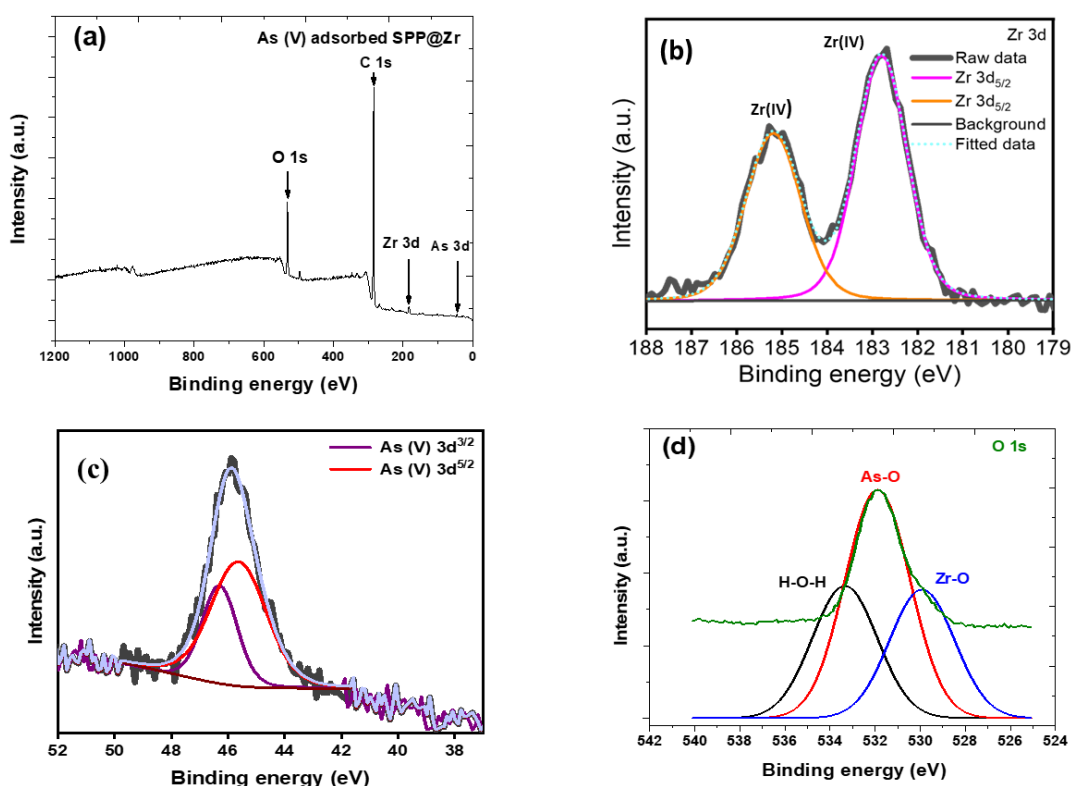 (a)
As (V) adsorbed SPP@Zr
C 1s
O 1s
Zr 3d
As 3d
Intensity (a.u.)
1200 1000 800 600 400 200 0
Binding energy (eV)
(b)
Zr 3d
Zr(IV)
Raw data
Zr 3d5/2
Zr(IV)
Zr 3d5/2
Background
Fitted data
Intensity (a.u.)
188 187 186 185 184 183 182 181 180 179
Binding energy (eV)
(c)
As (V) 3d3/2
As (V) 3d5/2
Intensity (a.u.)
52 50 48 46 44 42 40 38
Binding energy (eV)
(d)
O 1s
As-O
H-O-H
Zr-O
Intensity (a.u.)
542 540 538 536 534 532 530 528 526 524
Binding energy (eV)